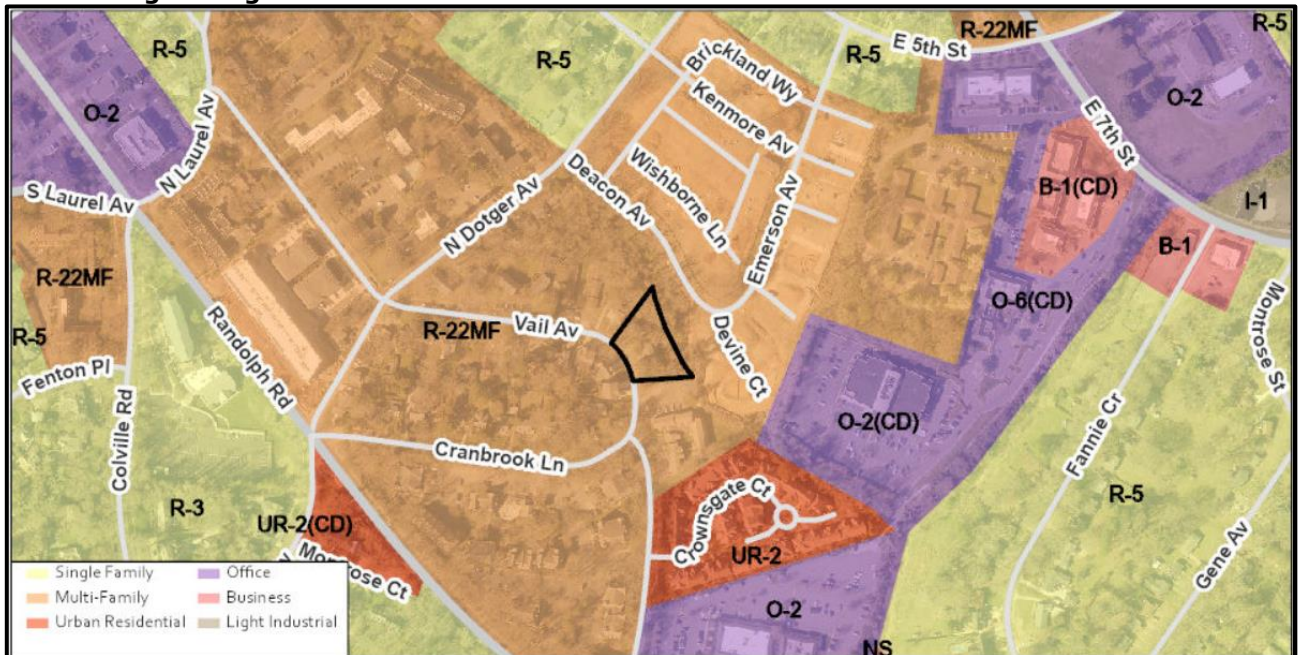 R-22MF
R-5
R-5
E 5th St
R-5
R-5
O-2
Brickland Wy
Kenmore Av
O-2
N Laurel Av
E 7th St
Wishborne Ln
Deacon Av
Emerson Av
B-1(CD)
I-1
S Laurel Av
N Dotger Av
B-1
R-22MF
O-6(CD)
Montrose St
R-22MF
Vail Av
R-5
Randolph Rd
Devine Ct
Fenton Pl
Colville Rd
O-2(CD)
Fannie Cr
Cranbrook Ln
R-5
R-3
Crownsgate Ct
UR-2(CD)
UR-2
Gene Av
Single Family
Office
Multi-Family
Business
Urban Residential
Light Industrial
O-2
NS